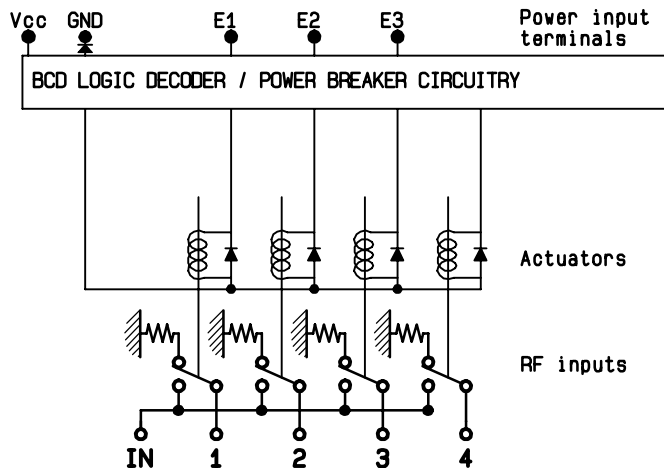 Vcc GND E1 E2 E3 Power input
terminals
BCD LOGIC DECODER / POWER BREAKER CIRCUITRY
Actuators
RF inputs
IN 1 2 3 4